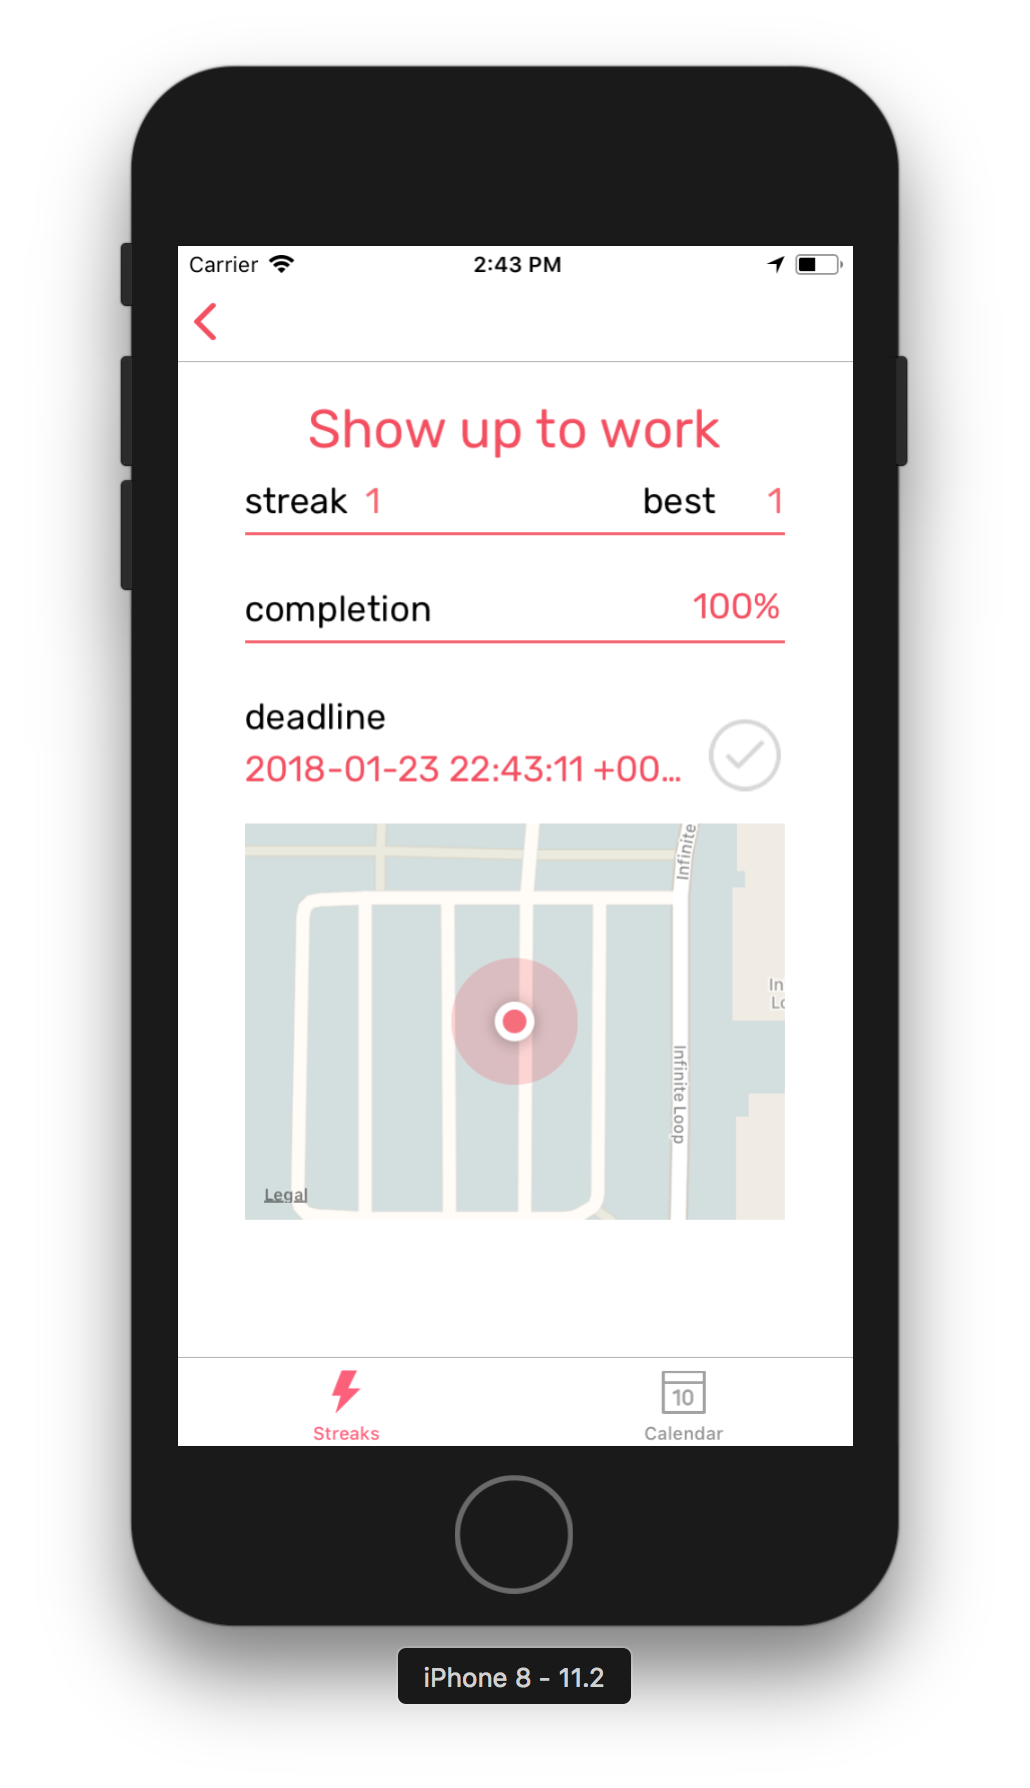 Carrier 2:43 PM
Show up to work
streak 1 best 1
completion 100%
deadline
2018-01-23 22:43:11 +00...
Infinite
In
Lo
Infinite Loop
Legal
10
Streaks Calendar
iPhone 8 - 11.2